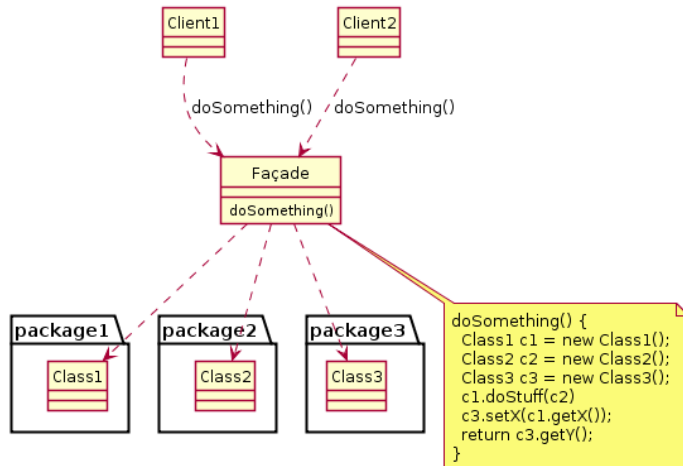 Client1
Client2
doSomething()
doSomething()
Façade
doSomething()
package1
package2
package3
Class1
Class2
Class3
doSomething() {
Class1 c1 = new Class1();
Class2 c2 = new Class2();
Class3 c3 = new Class3();
c1.doStuff(c2)
c3.setX(c1.getX());
return c3.getY();
}